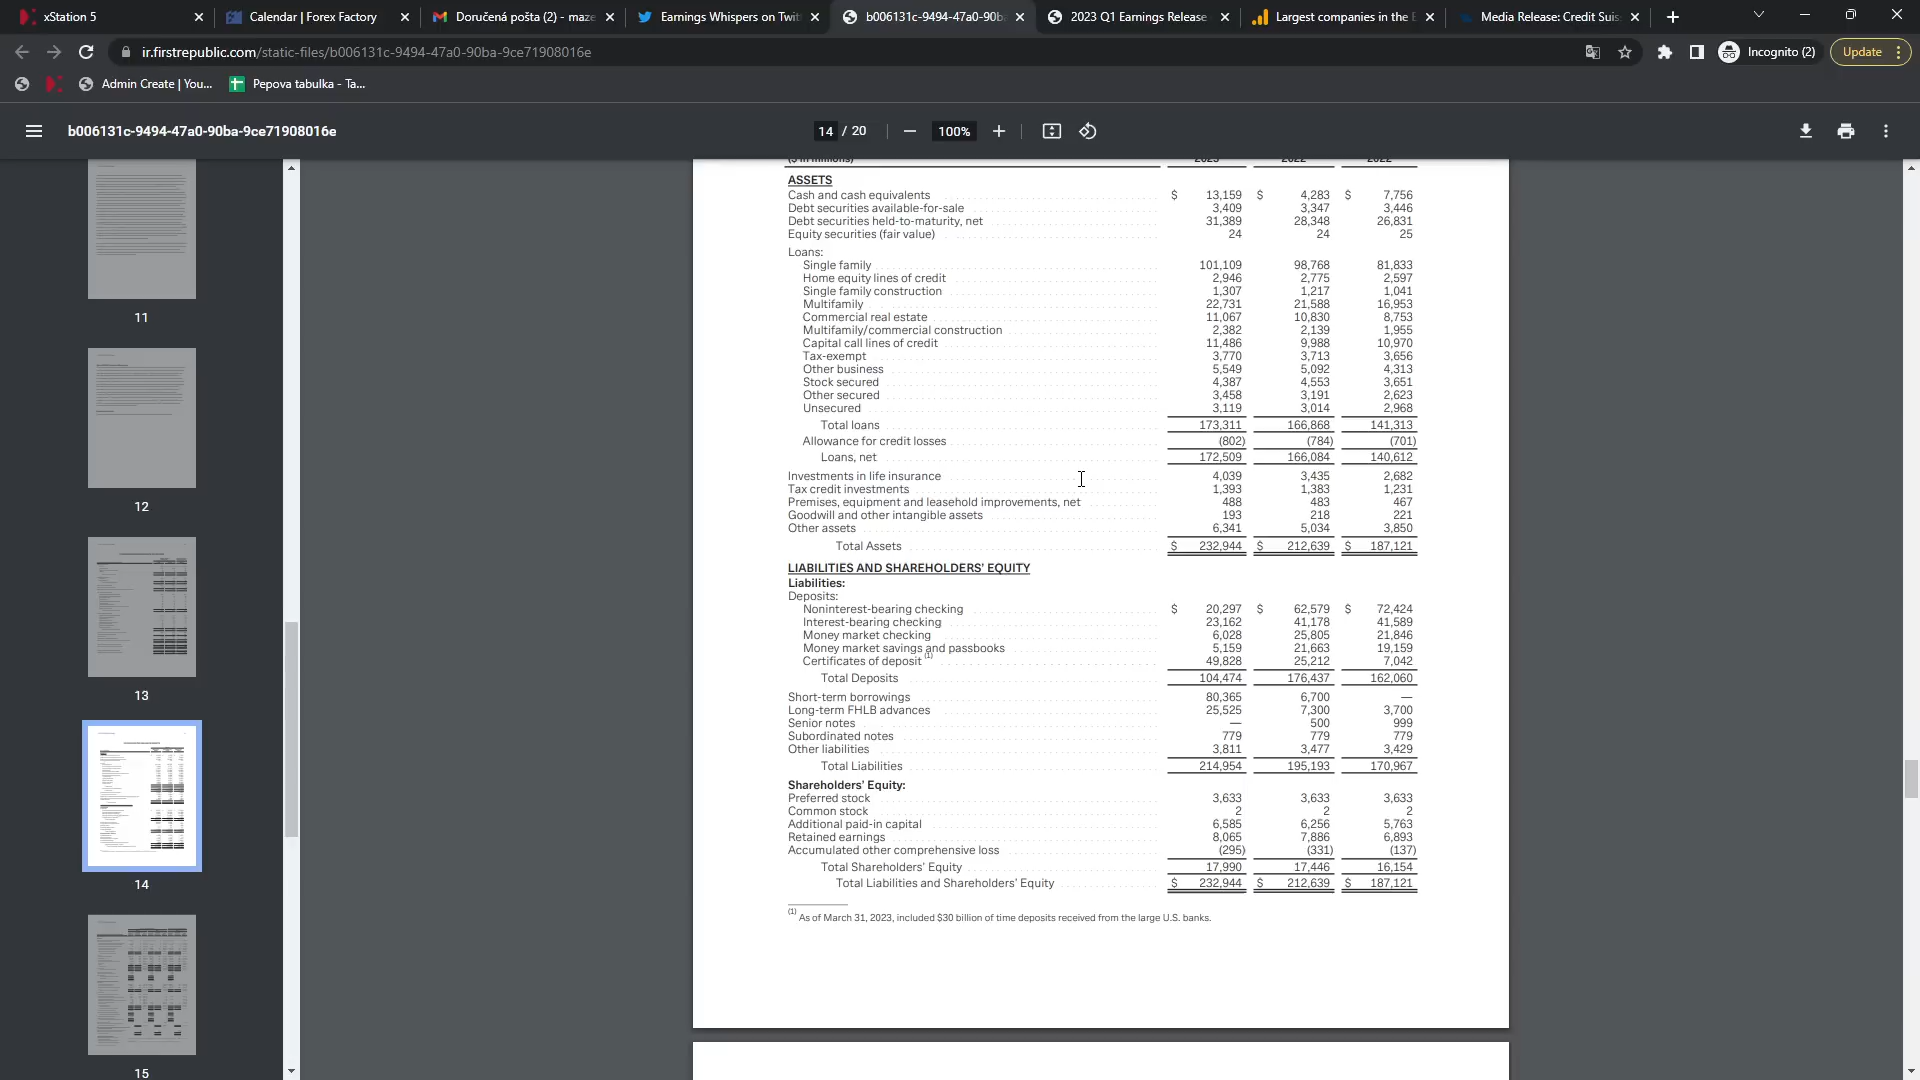 xStation 5
Calendar | Forex Factory
Doručená pošta (2) - maze
Earnings Whispers on Twit
b006131c-9494-47a0-90b
2023 Q1 Earnings Release
Largest companies in the E
Media Release: Credit Suis
ir.firstrepublic.com/static-files/b006131c-9494-47a0-90ba-9ce71908016e
Incognito (2)
Update
Admin Create | You...
Pepova tabulka - Ta...
b006131c-9494-47a0-90ba-9ce71908016e
14 / 20
100%
11
12
13
14
15
($ in millions) 2023 2022 2022
ASSETS
Cash and cash equivalents $ 13,159 $ 4,283 $ 7,756
Debt securities available-for-sale 3,409 3,347 3,446
Debt securities held-to-maturity, net 31,389 28,348 26,831
Equity securities (fair value) 24 24 25
Loans:
Single family 101,109 98,768 81,833
Home equity lines of credit 2,946 2,775 2,597
Single family construction 1,307 1,217 1,041
Multifamily 22,731 21,588 16,953
Commercial real estate 11,067 10,830 8,753
Multifamily/commercial construction 2,382 2,139 1,955
Capital call lines of credit 11,486 9,988 10,970
Tax-exempt 3,770 3,713 3,656
Other business 5,549 5,092 4,313
Stock secured 4,387 4,553 3,651
Other secured 3,458 3,191 2,623
Unsecured 3,119 3,014 2,968
Total loans 173,311 166,868 141,313
Allowance for credit losses (802) (784) (701)
Loans, net 172,509 166,084 140,612
Investments in life insurance 4,039 3,435 2,682
Tax credit investments 1,393 1,383 1,231
Premises, equipment and leasehold improvements, net 488 483 467
Goodwill and other intangible assets 193 218 221
Other assets 6,341 5,034 3,850
Total Assets $ 232,944 $ 212,639 $ 187,121
LIABILITIES AND SHAREHOLDERS' EQUITY
Liabilities:
Deposits:
Noninterest-bearing checking $ 20,297 $ 62,579 $ 72,424
Interest-bearing checking 23,162 41,178 41,589
Money market checking 6,028 25,805 21,846
Money market savings and passbooks 5,159 21,663 19,159
Certificates of deposit (1) 49,828 25,212 7,042
Total Deposits 104,474 176,437 162,060
Short-term borrowings 80,365 6,700 —
Long-term FHLB advances 25,525 7,300 3,700
Senior notes — 500 999
Subordinated notes 779 779 779
Other liabilities 3,811 3,477 3,429
Total Liabilities 214,954 195,193 170,967
Shareholders' Equity:
Preferred stock 3,633 3,633 3,633
Common stock 2 2 2
Additional paid-in capital 6,585 6,256 5,763
Retained earnings 8,065 7,886 6,893
Accumulated other comprehensive loss (295) (331) (137)
Total Shareholders' Equity 17,990 17,446 16,154
Total Liabilities and Shareholders' Equity $ 232,944 $ 212,639 $ 187,121
(1) As of March 31, 2023, included $30 billion of time deposits received from the large U.S. banks.